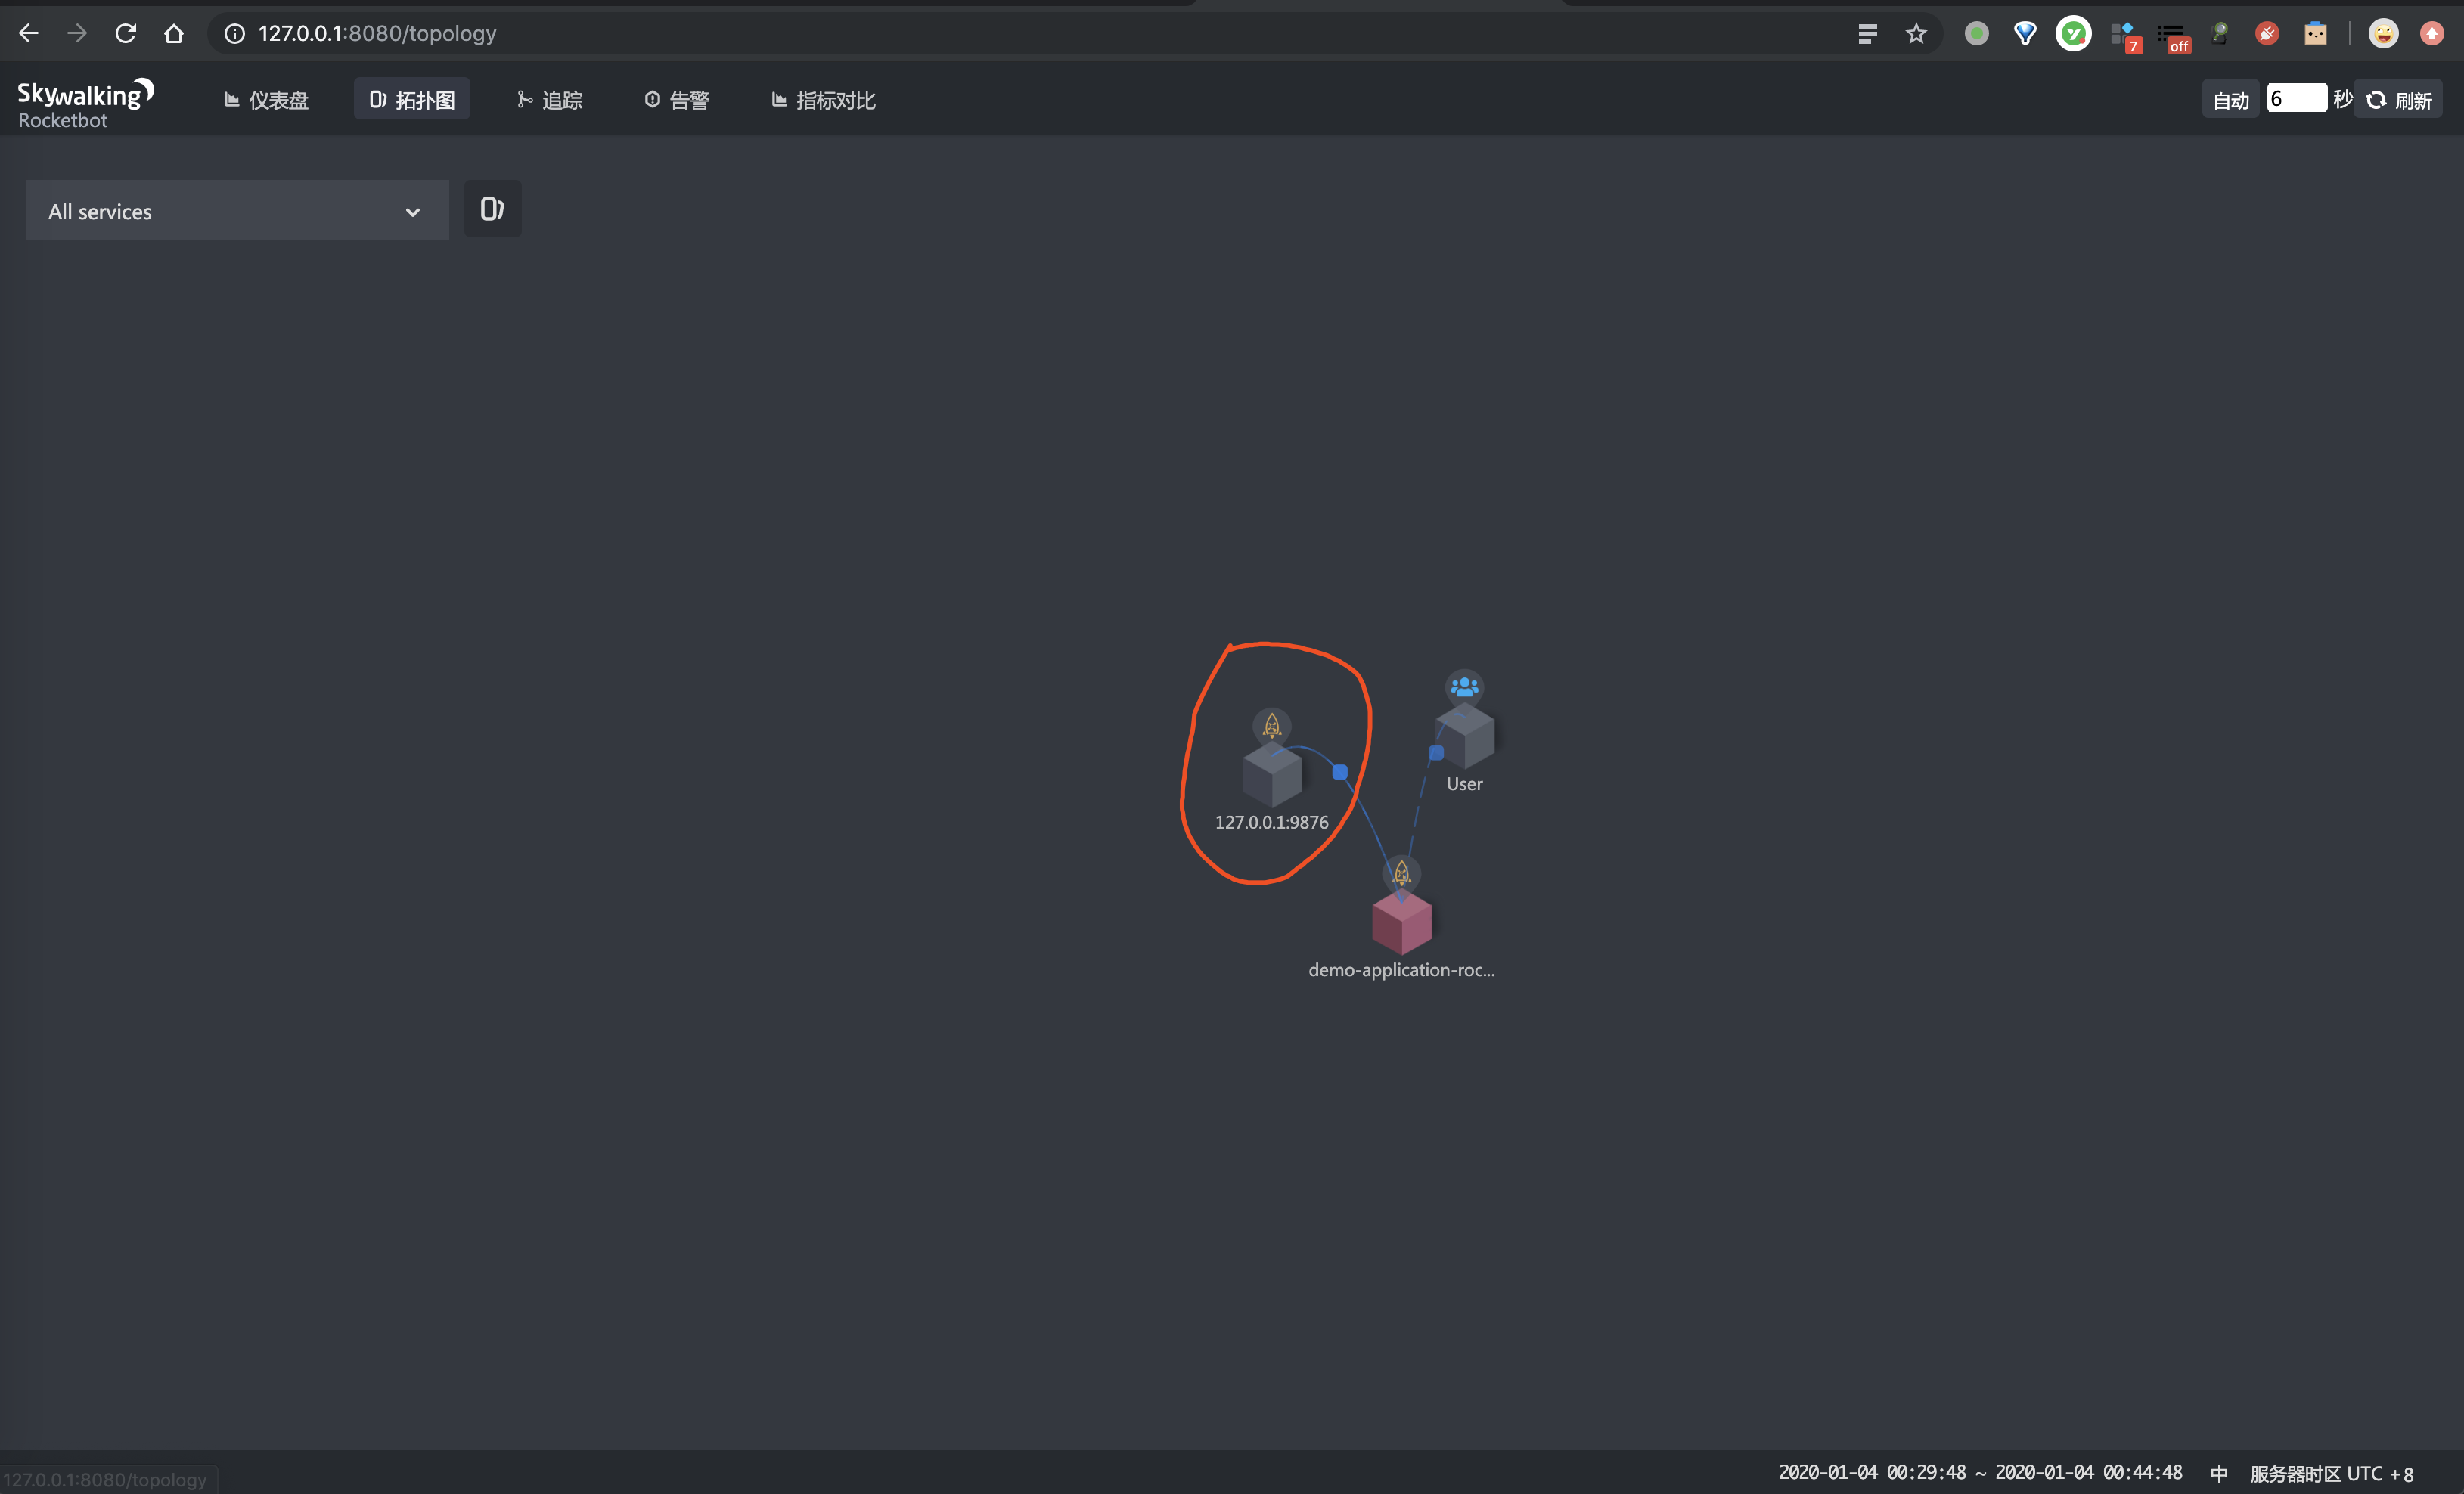 127.0.0.1:8080/topology
7
off
Skywalking
Rocketbot
仪表盘
拓扑图
追踪
告警
指标对比
自动
6
秒
刷新
All services
User
127.0.0.1:9876
demo-application-roc...
127.0.0.1:8080/topology
2020-01-04 00:29:48 ~ 2020-01-04 00:44:48
中
服务器时区 UTC +8